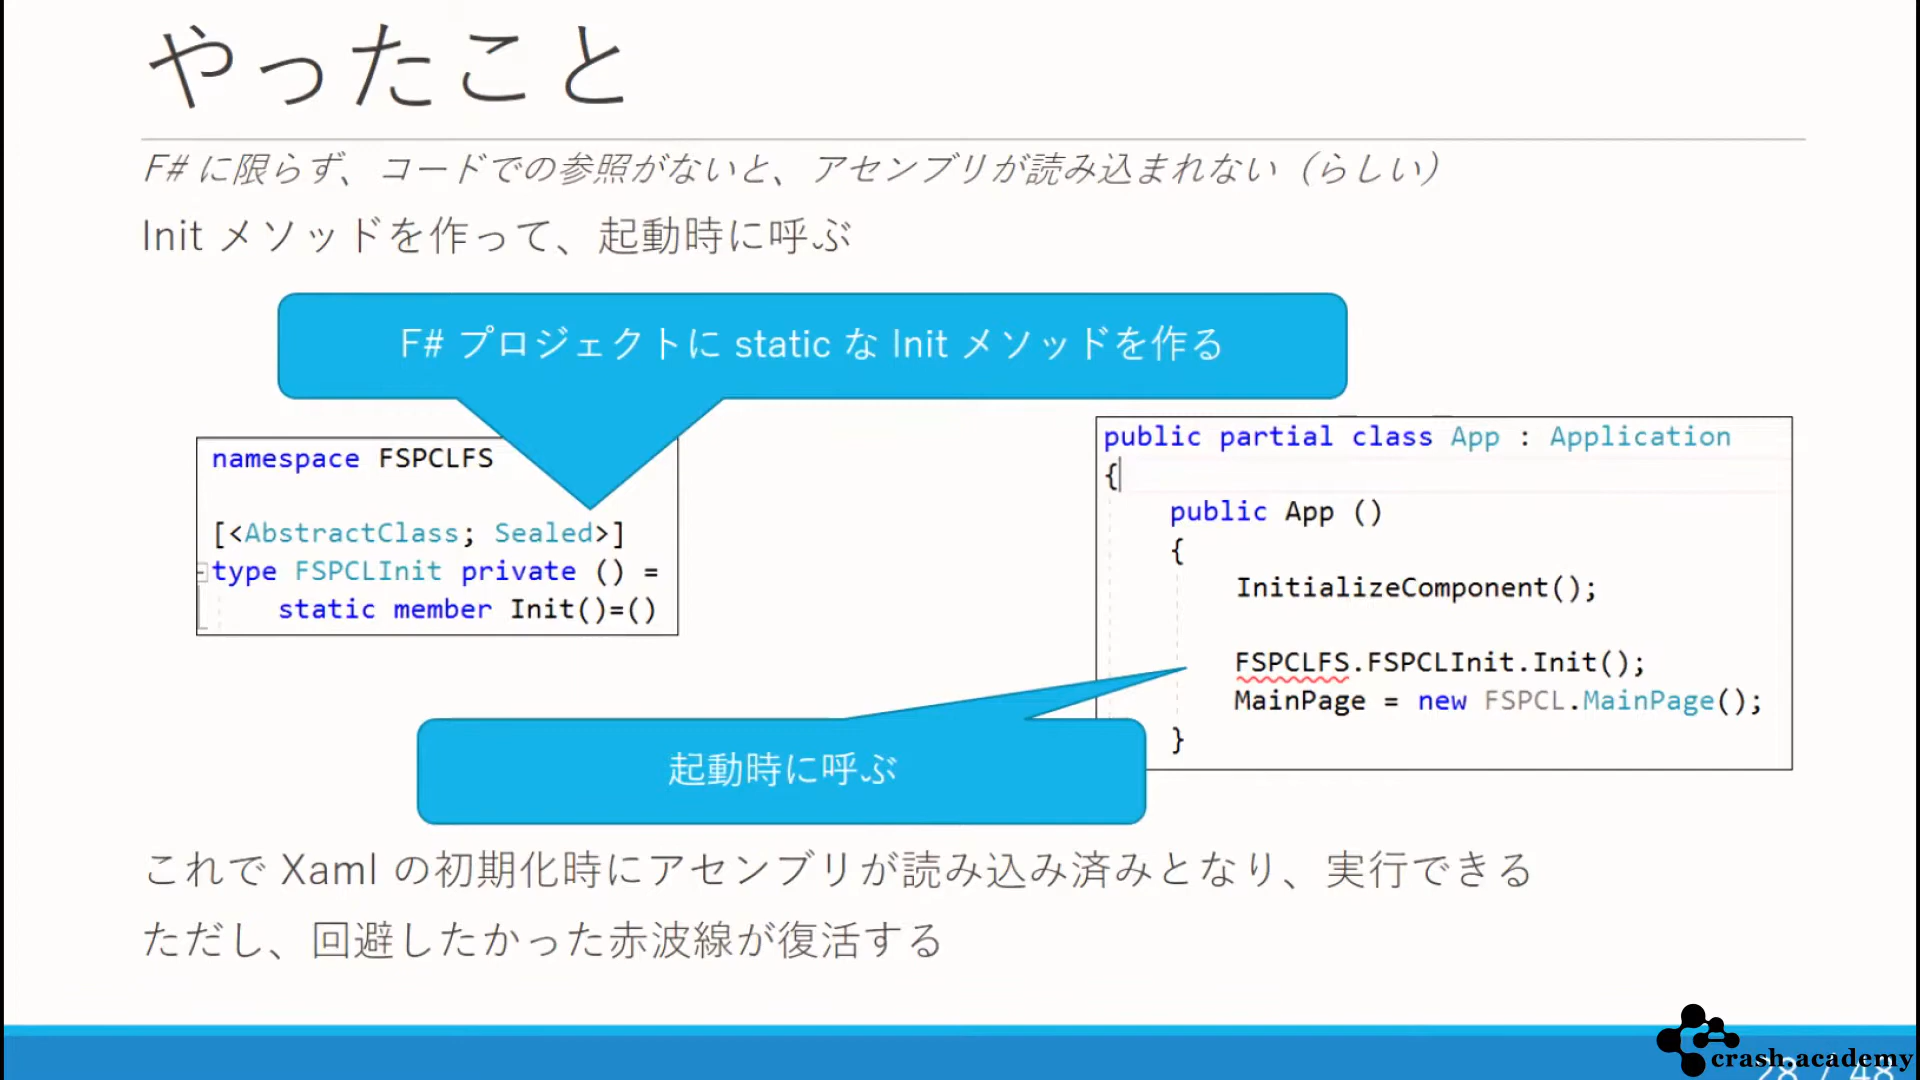 やったこと
F# に限らず、コードでの参照がないと、アセンブリが読み込まれない（らしい）
Init メソッドを作って、起動時に呼ぶ
F# プロジェクトに static な Init メソッドを作る
namespace FSPCLFS
[<AbstractClass; Sealed>]
type FSPCLInit private () =
static member Init()=()
public partial class App : Application
{
public App ()
{
InitializeComponent();
FSPCLFS.FSPCLInit.Init();
MainPage = new FSPCL.MainPage();
}
起動時に呼ぶ
これで Xaml の初期化時にアセンブリが読み込み済みとなり、実行できる
ただし、回避したかった赤波線が復活する
crash.academy
28 / 48